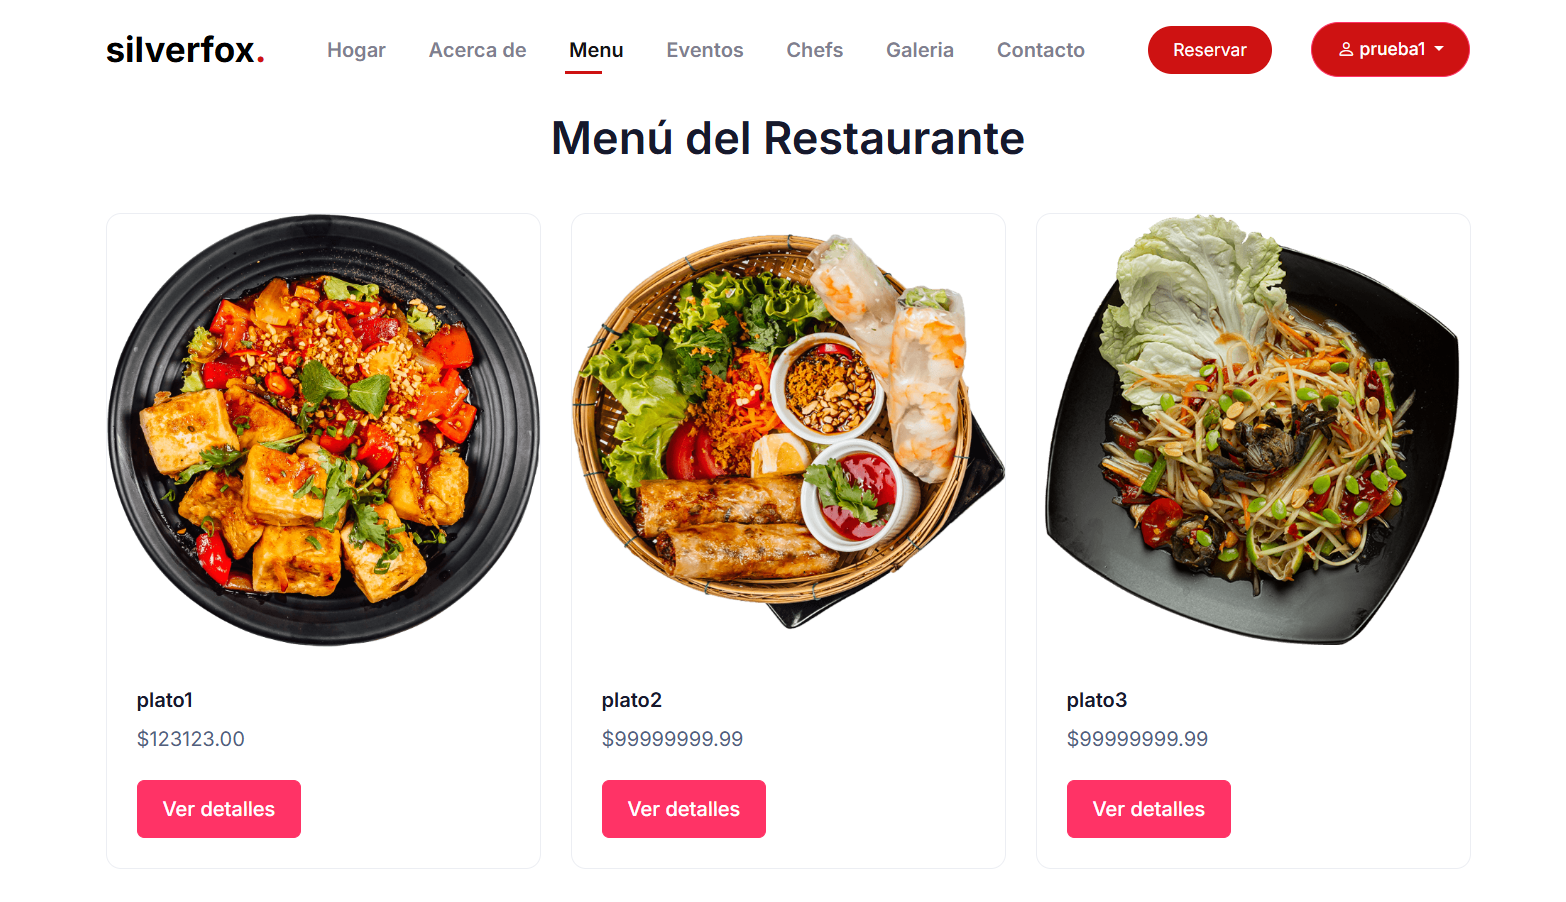 silverfox.
Hogar Acerca de Menu Eventos Chefs Galeria Contacto Reservar prueba1
Menú del Restaurante
plato1
$123123.00
Ver detalles
plato2
$99999999.99
Ver detalles
plato3
$99999999.99
Ver detalles